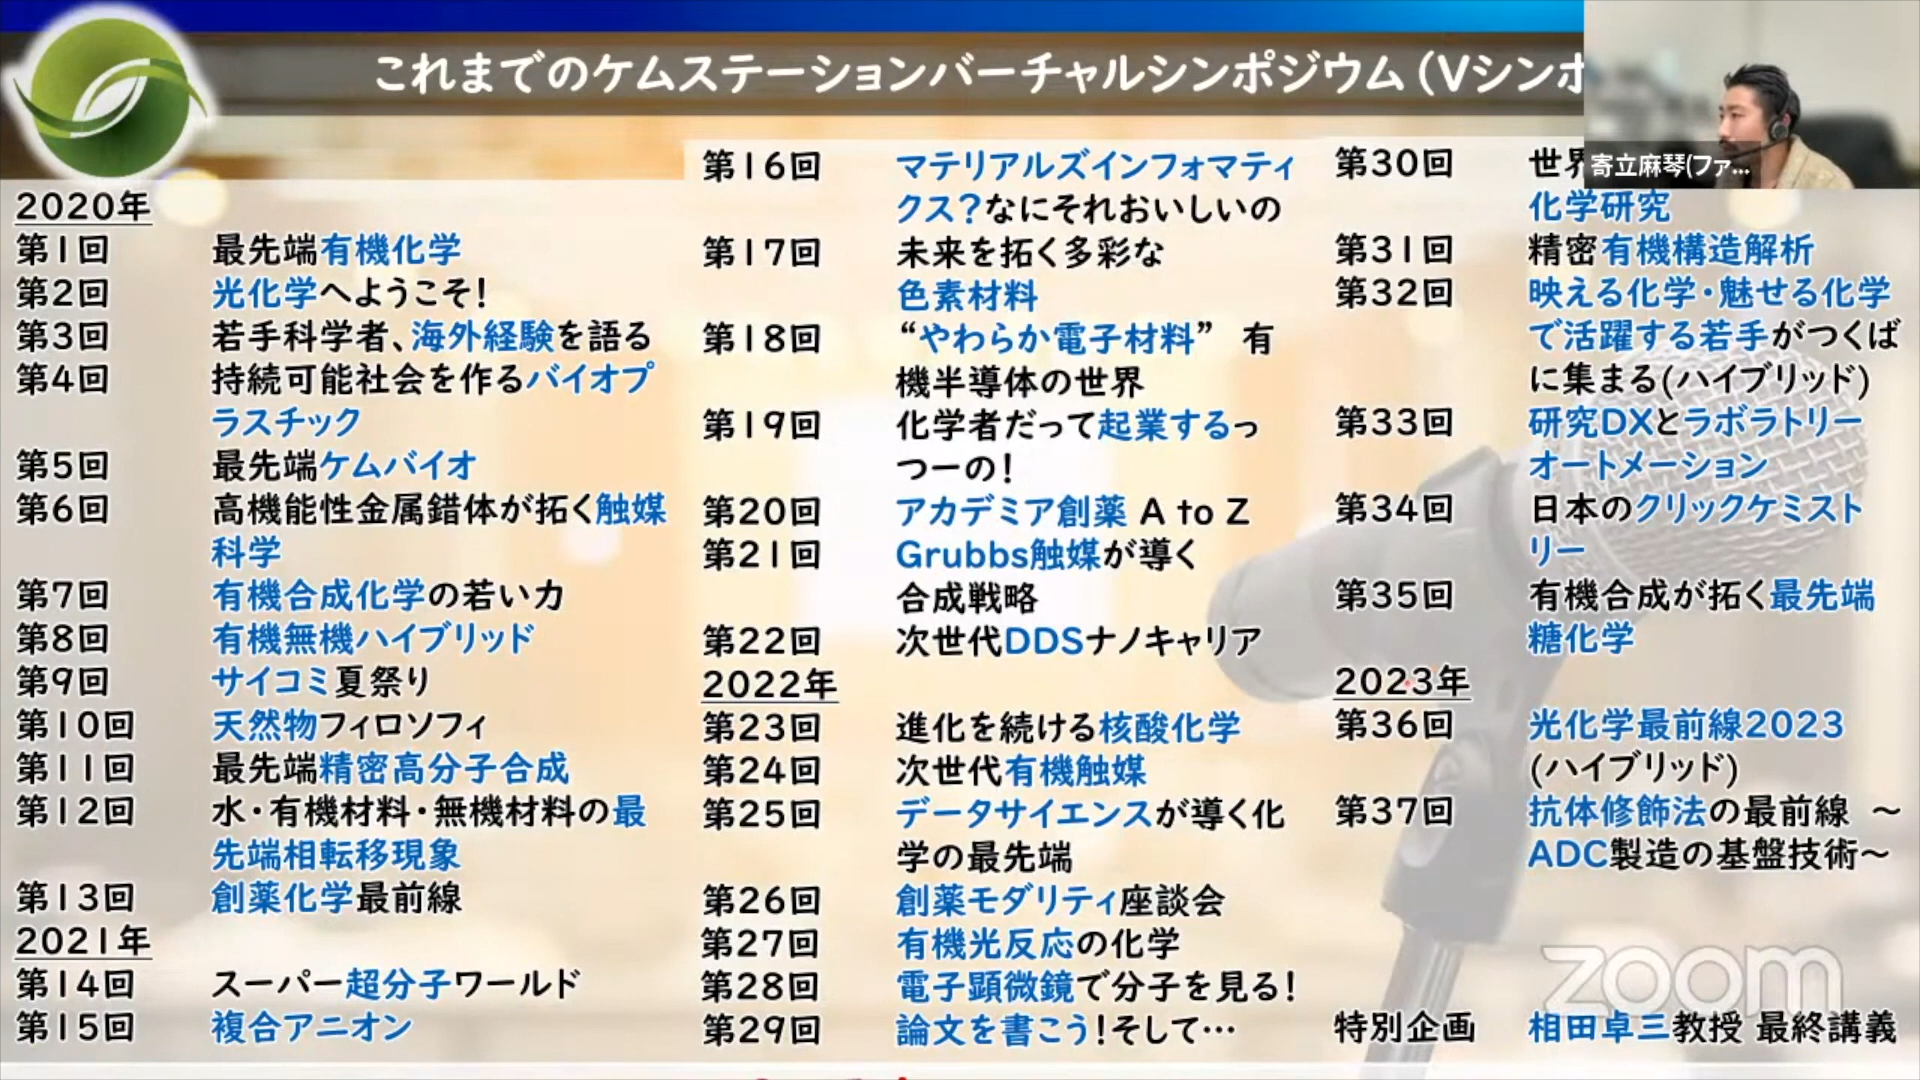 これまでのケムステーションバーチャルシンポジウム（Vシンポ
寄立麻琴(ファ...
2020年
第1回 最先端有機化学
第2回 光化学へようこそ！
第3回 若手科学者、海外経験を語る
第4回 持続可能社会を作るバイオプ
ラスチック
第5回 最先端ケムバイオ
第6回 高機能性金属錯体が拓く触媒
科学
第7回 有機合成化学の若い力
第8回 有機無機ハイブリッド
第9回 サイコミ夏祭り
第10回 天然物フィロソフィ
第11回 最先端精密高分子合成
第12回 水・有機材料・無機材料の最
先端相転移現象
第13回 創薬化学最前線
2021年
第14回 スーパー超分子ワールド
第15回 複合アニオン
第16回 マテリアルズインフォマティ
クス？なにそれおいしいの
第17回 未来を拓く多彩な
色素材料
第18回 “やわらか電子材料” 有
機半導体の世界
第19回 化学者だって起業するっ
つーの！
第20回 アカデミア創薬 A to Z
第21回 Grubbs触媒が導く
合成戦略
第22回 次世代DDSナノキャリア
2022年
第23回 進化を続ける核酸化学
第24回 次世代有機触媒
第25回 データサイエンスが導く化
学の最先端
第26回 創薬モダリティ座談会
第27回 有機光反応の化学
第28回 電子顕微鏡で分子を見る！
第29回 論文を書こう！そして…
第30回 世界
化学研究
第31回 精密有機構造解析
第32回 映える化学・魅せる化学
で活躍する若手がつくば
に集まる(ハイブリッド)
第33回 研究DXとラボラトリー
オートメーション
第34回 日本のクリックケミスト
リー
第35回 有機合成が拓く最先端
糖化学
2023年
第36回 光化学最前線2023
(ハイブリッド)
第37回 抗体修飾法の最前線 ～
ADC製造の基盤技術～
特別企画 相田卓三教授 最終講義
zoom